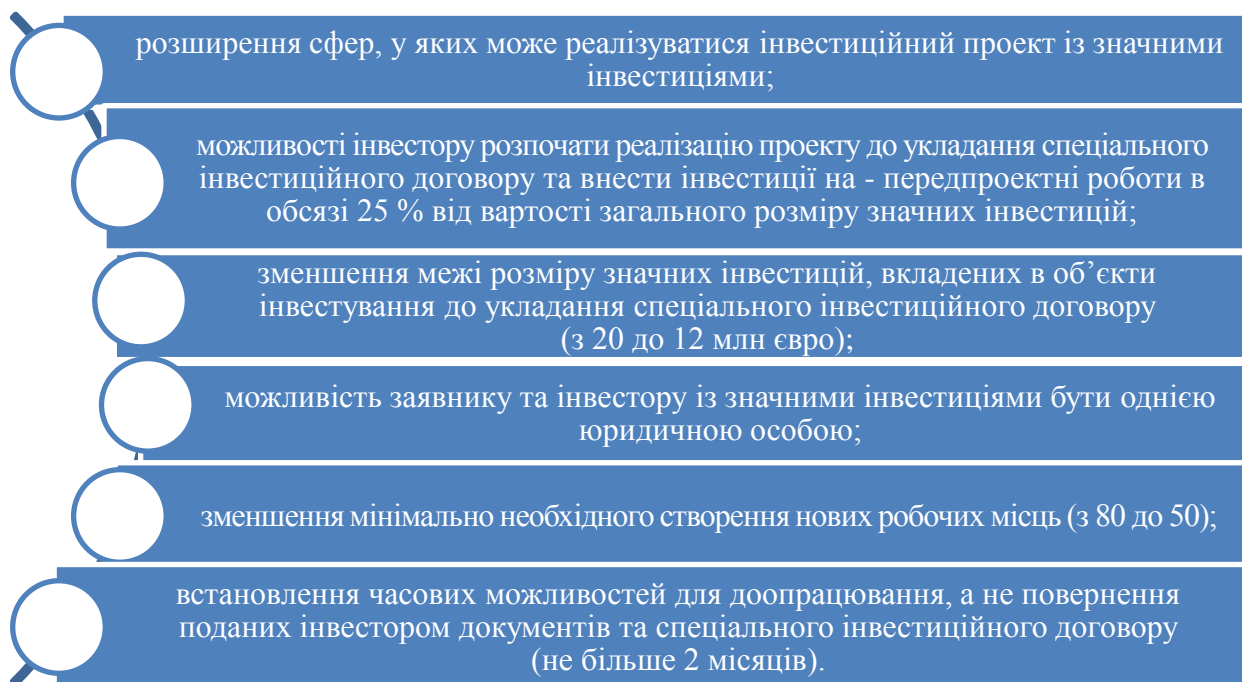 розширення сфер, у яких може реалізуватися інвестиційний проект із значними
інвестиціями;
можливості інвестору розпочати реалізацію проекту до укладання спеціального
інвестиційного договору та внести інвестиції на - передпроектні роботи в
обсязі 25 % від вартості загального розміру значних інвестицій;
зменшення межі розміру значних інвестицій, вкладених в об’єкти
інвестування до укладання спеціального інвестиційного договору
(з 20 до 12 млн євро);
можливість заявнику та інвестору із значними інвестиціями бути однією
юридичною особою;
зменшення мінімально необхідного створення нових робочих місць (з 80 до 50);
встановлення часових можливостей для доопрацювання, а не повернення
поданих інвестором документів та спеціального інвестиційного договору
(не більше 2 місяців).